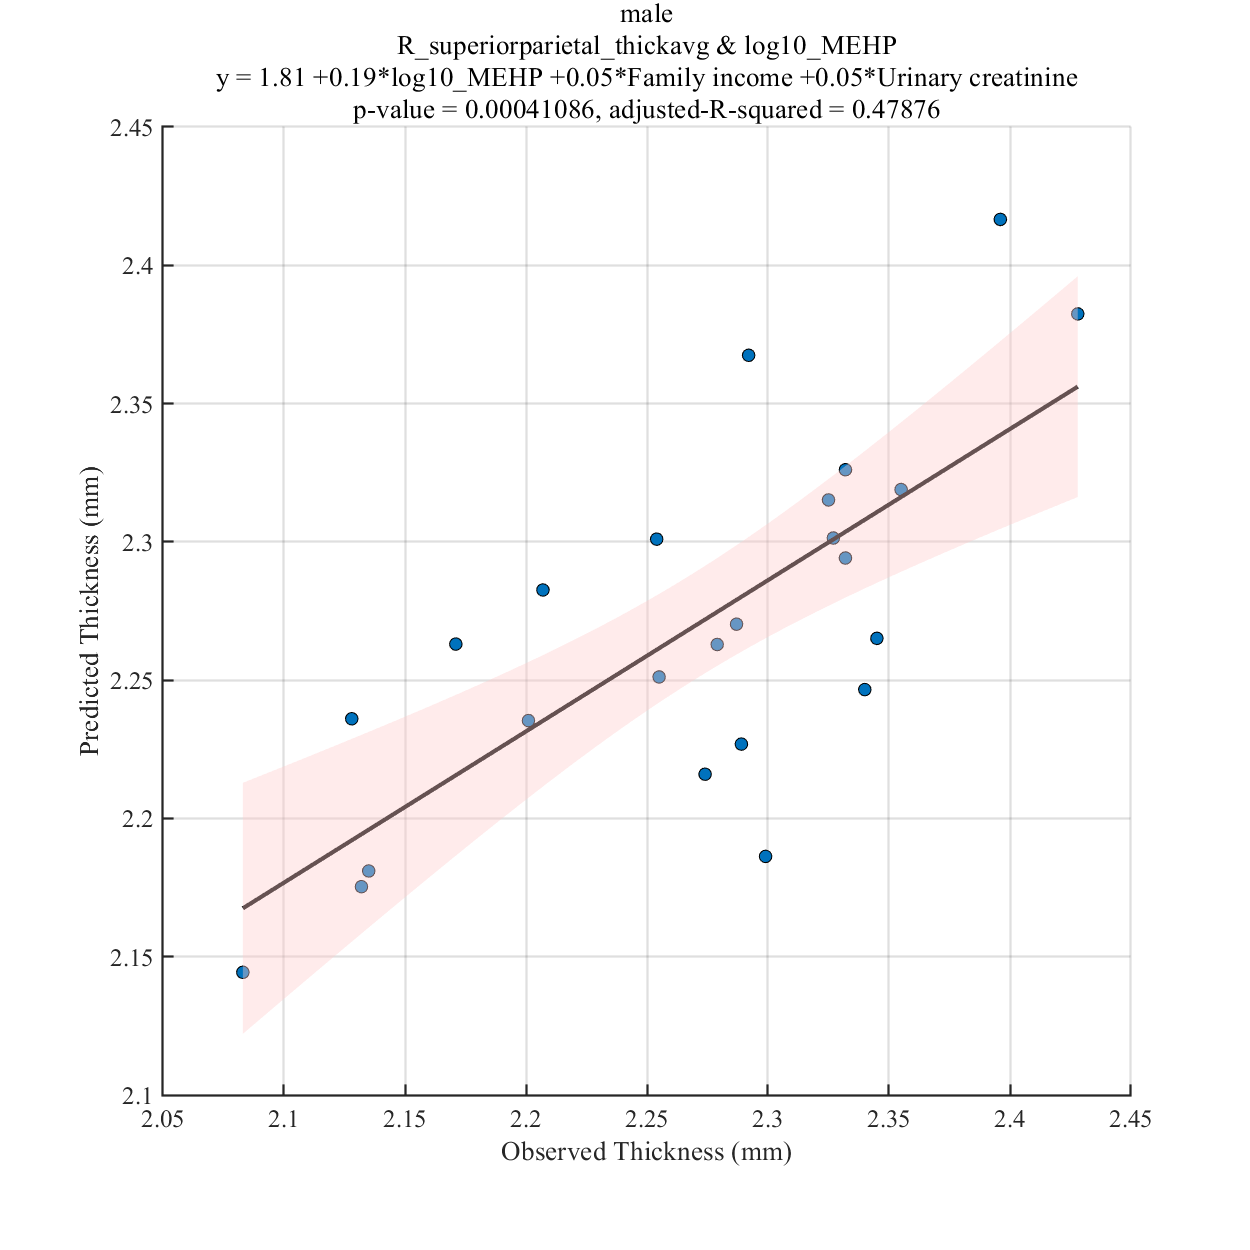 male
R_superiorparietal_thickavg & log10_MEHP
y = 1.81 +0.19*log10_MEHP +0.05*Family income +0.05*Urinary creatinine
p-value = 0.00041086, adjusted-R-squared = 0.47876
2.45
2.4
2.35
2.3
2.25
2.2
2.15
2.1
Predicted Thickness (mm)
2.05 2.1 2.15 2.2 2.25 2.3 2.35 2.4 2.45
Observed Thickness (mm)